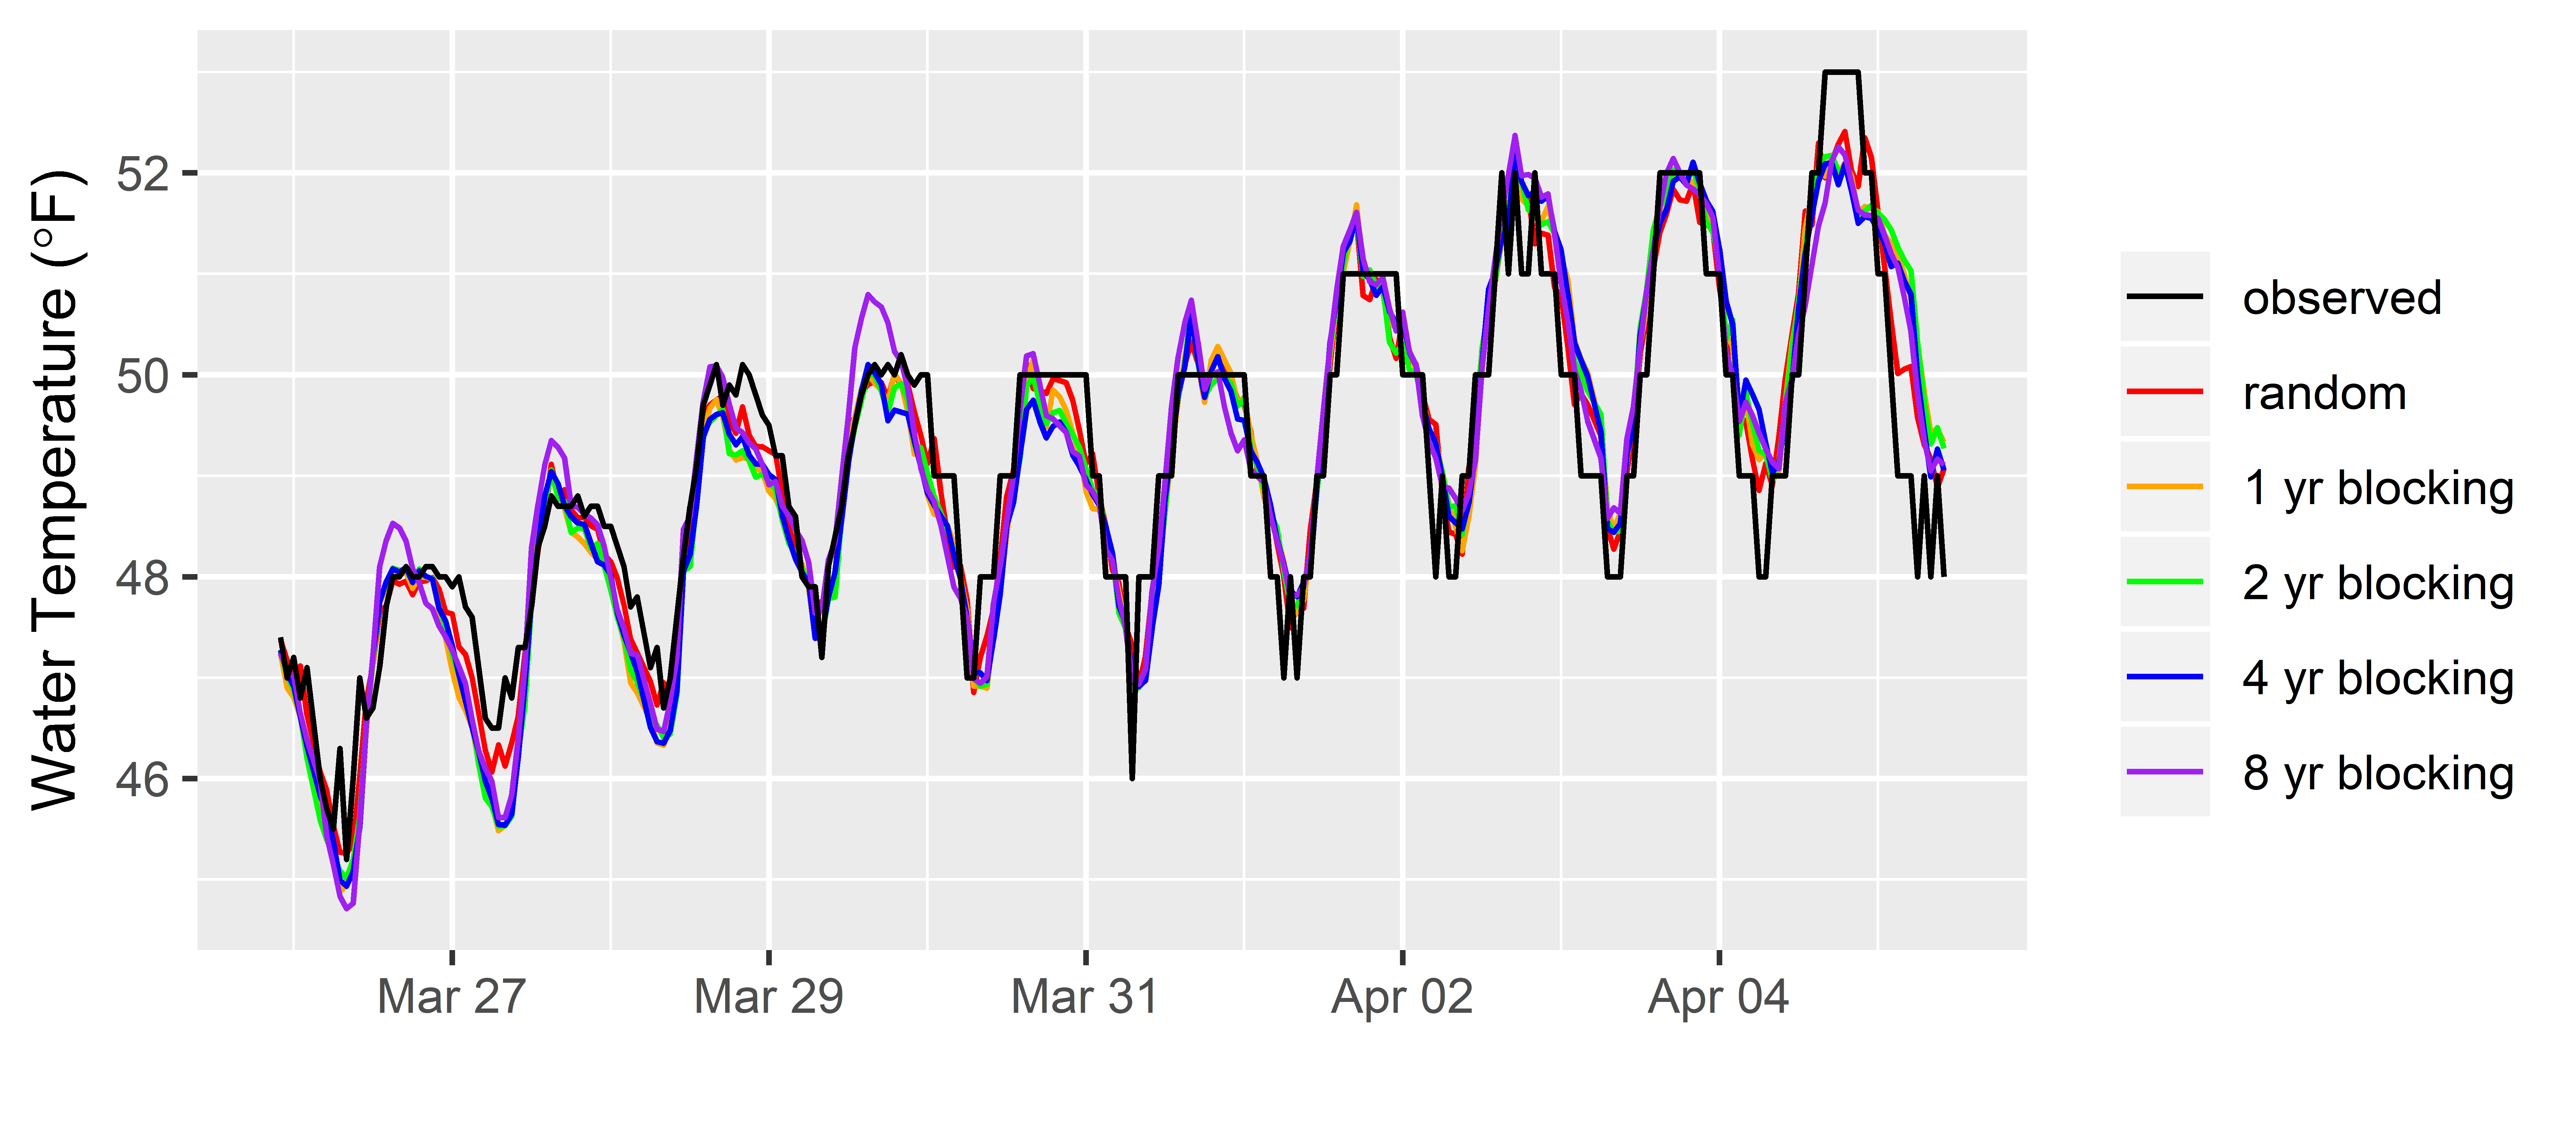 Water Temperature (°F)
52
50
48
46
Mar 27
Mar 29
Mar 31
Apr 02
Apr 04
observed
random
1 yr blocking
2 yr blocking
4 yr blocking
8 yr blocking